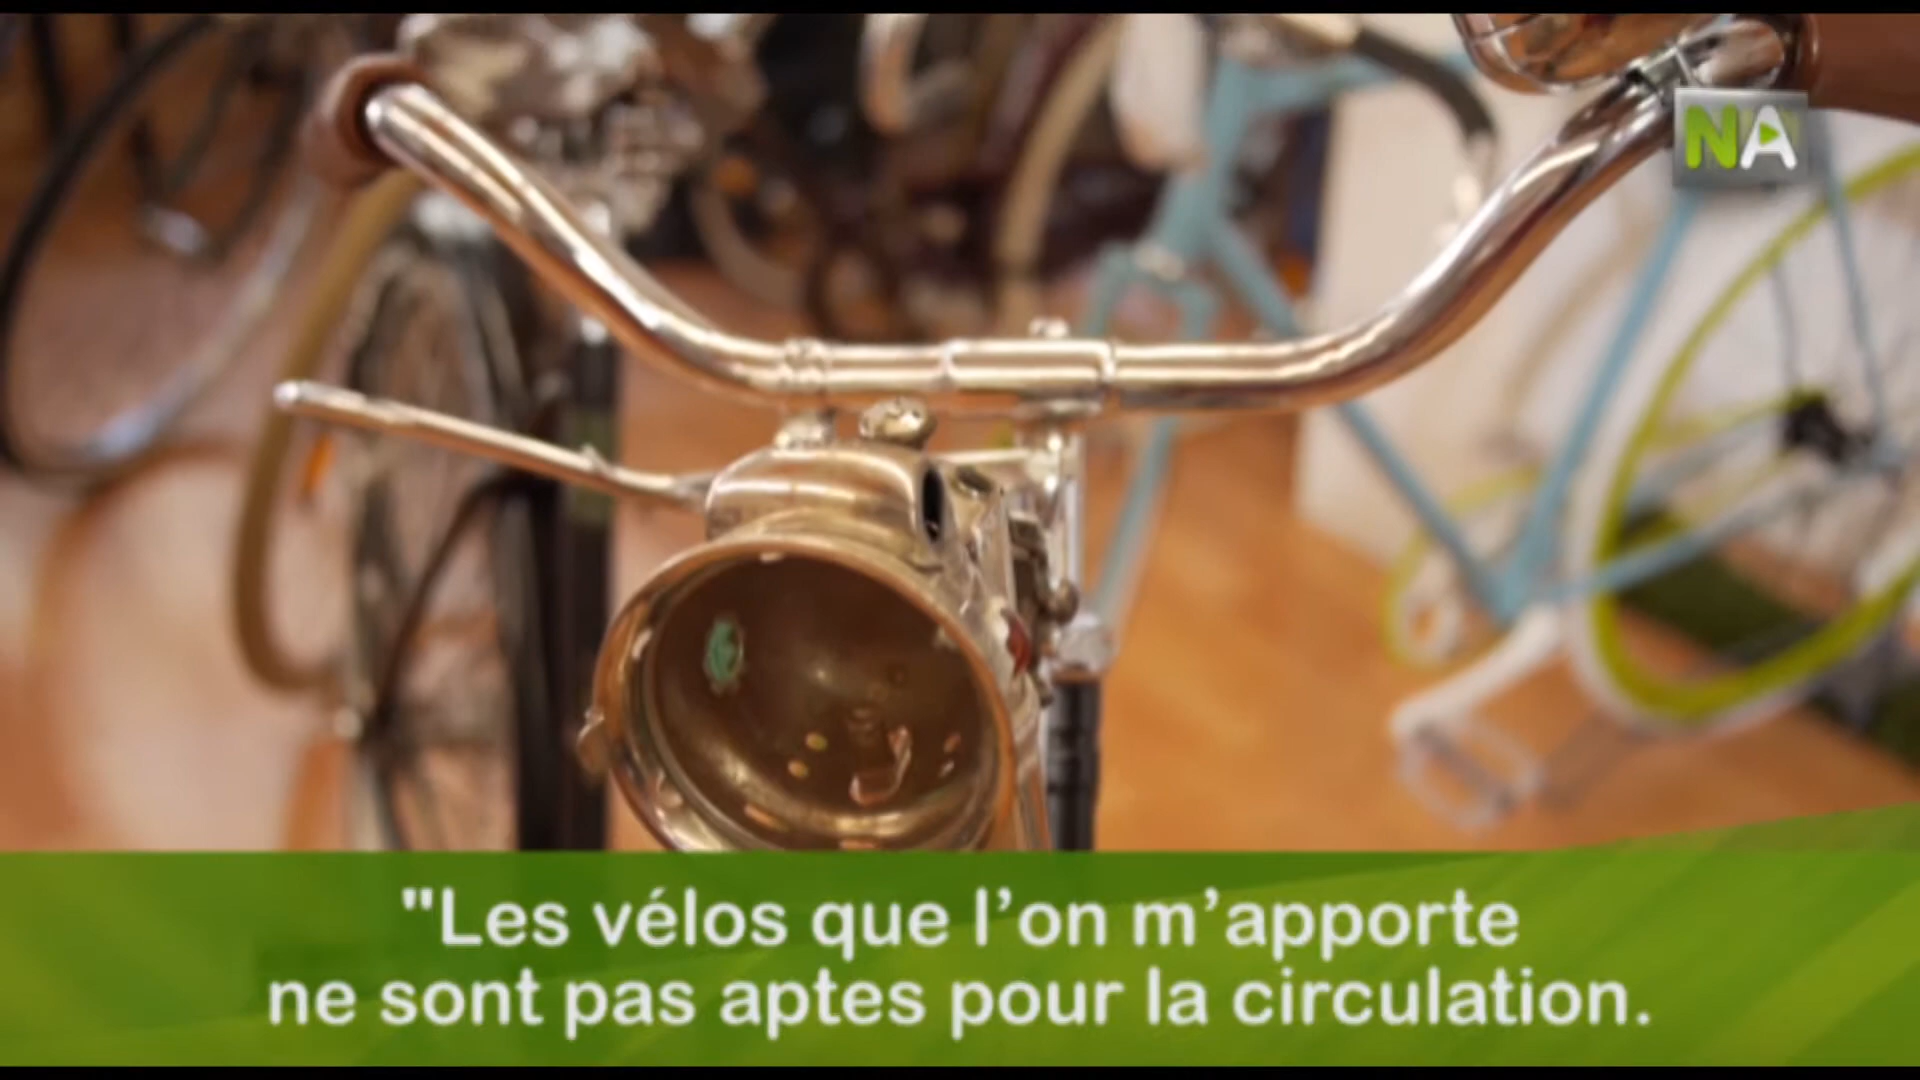 NA
"Les vélos que l’on m’apporte
ne sont pas aptes pour la circulation.